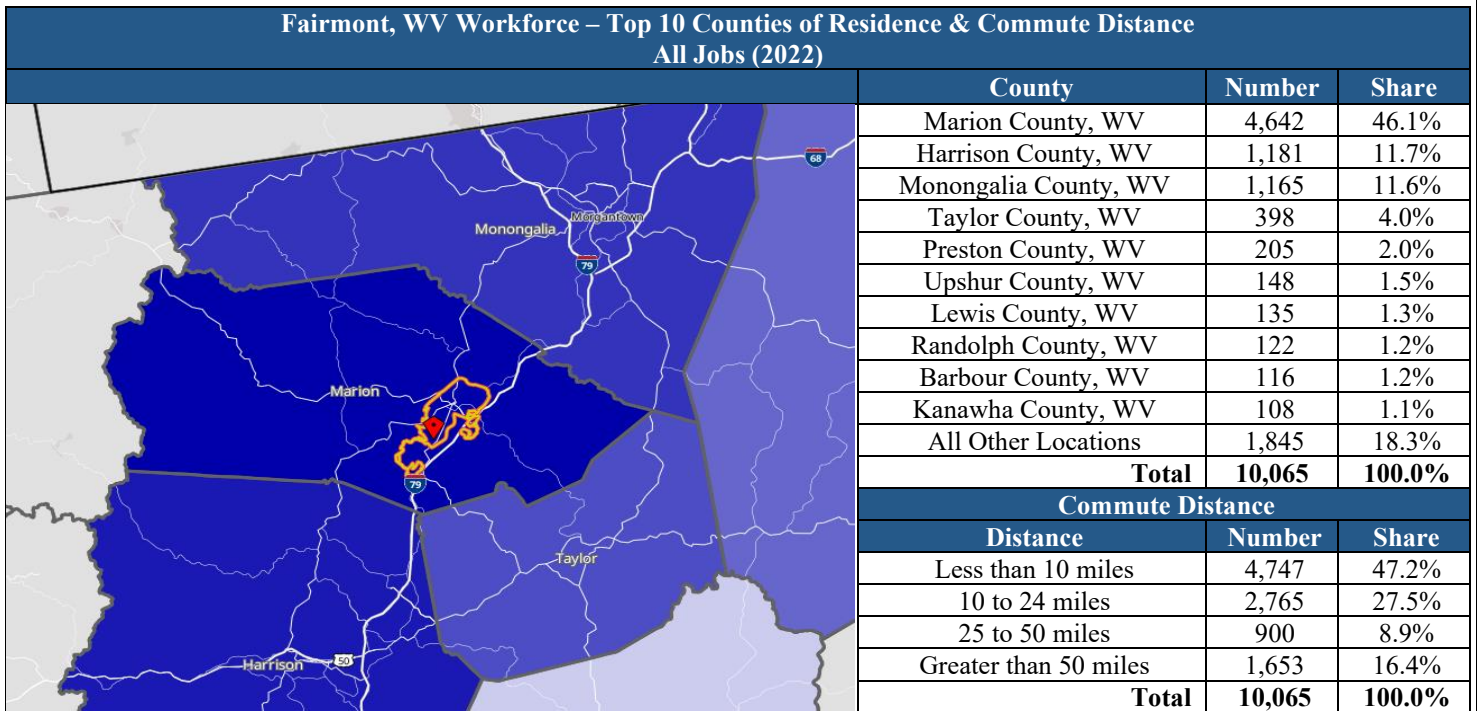 Fairmont, WV Workforce – Top 10 Counties of Residence & Commute Distance
All Jobs (2022)
County Number Share
Marion County, WV 4,642 46.1%
Harrison County, WV 1,181 11.7%
Monongalia County, WV 1,165 11.6%
Taylor County, WV 398 4.0%
Preston County, WV 205 2.0%
Upshur County, WV 148 1.5%
Lewis County, WV 135 1.3%
Randolph County, WV 122 1.2%
Barbour County, WV 116 1.2%
Kanawha County, WV 108 1.1%
All Other Locations 1,845 18.3%
Total 10,065 100.0%
Commute Distance
Distance Number Share
Less than 10 miles 4,747 47.2%
10 to 24 miles 2,765 27.5%
25 to 50 miles 900 8.9%
Greater than 50 miles 1,653 16.4%
Total 10,065 100.0%
68
Morgantown
Monongalia
79
Marion
79
Taylor
Harrison
50